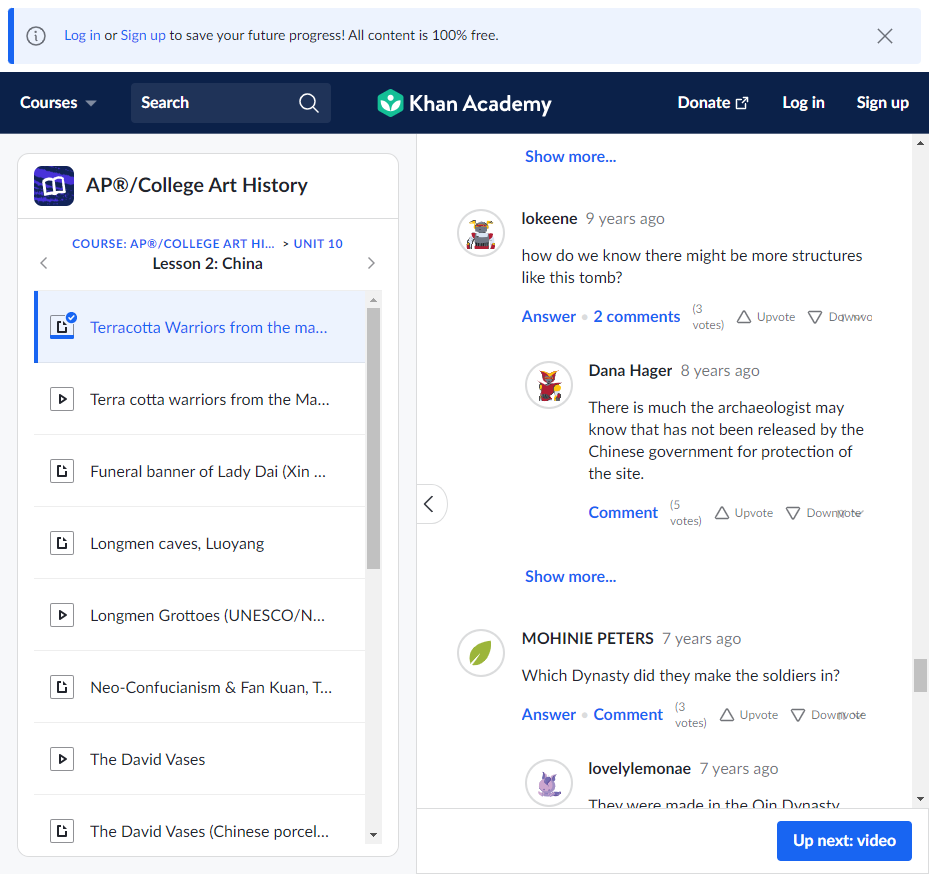 Log in or Sign up to save your future progress! All content is 100% free.
Courses
Search
Khan Academy
Donate
Log in
Sign up
AP®/College Art History
COURSE: AP®/COLLEGE ART HI... > UNIT 10
Lesson 2: China
Terracotta Warriors from the ma...
Terra cotta warriors from the Ma...
Funeral banner of Lady Dai (Xin ...
Longmen caves, Luoyang
Longmen Grottoes (UNESCO/N...
Neo-Confucianism & Fan Kuan, T...
The David Vases
The David Vases (Chinese porcel...
Show more...
lokeene 9 years ago
how do we know there might be more structures
like this tomb?
Answer • 2 comments (3 votes) Upvote
Dana Hager 8 years ago
There is much the archaeologist may
know that has not been released by the
Chinese government for protection of
the site.
Comment (5 votes) Upvote Downvote
Show more...
MOHINIE PETERS 7 years ago
Which Dynasty did they make the soldiers in?
Answer • Comment (3 votes) Upvote Downvote
lovelylemonae 7 years ago
They were made in the Qin Dynasty
Up next: video